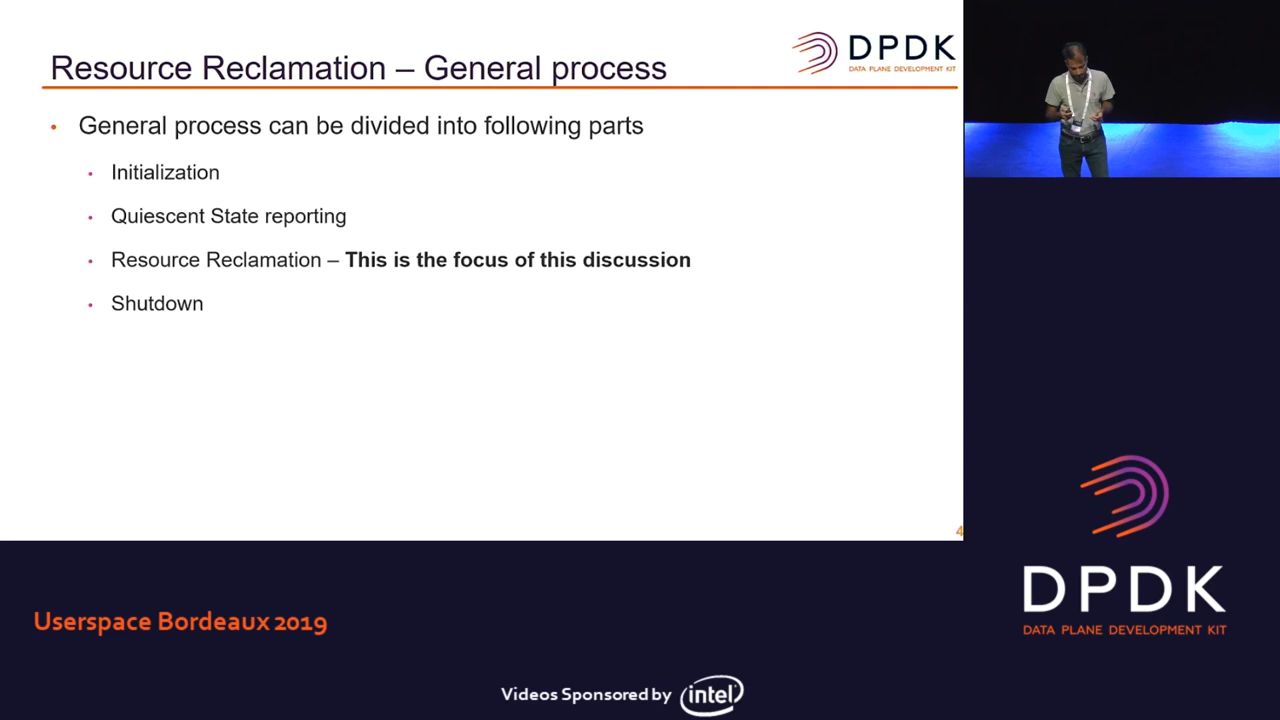 Resource Reclamation – General process
DPDK
DATA PLANE DEVELOPMENT KIT
• General process can be divided into following parts
• Initialization
• Quiescent State reporting
• Resource Reclamation – This is the focus of this discussion
• Shutdown
4
DPDK
DATA PLANE DEVELOPMENT KIT
Userspace Bordeaux 2019
Videos Sponsored by intel